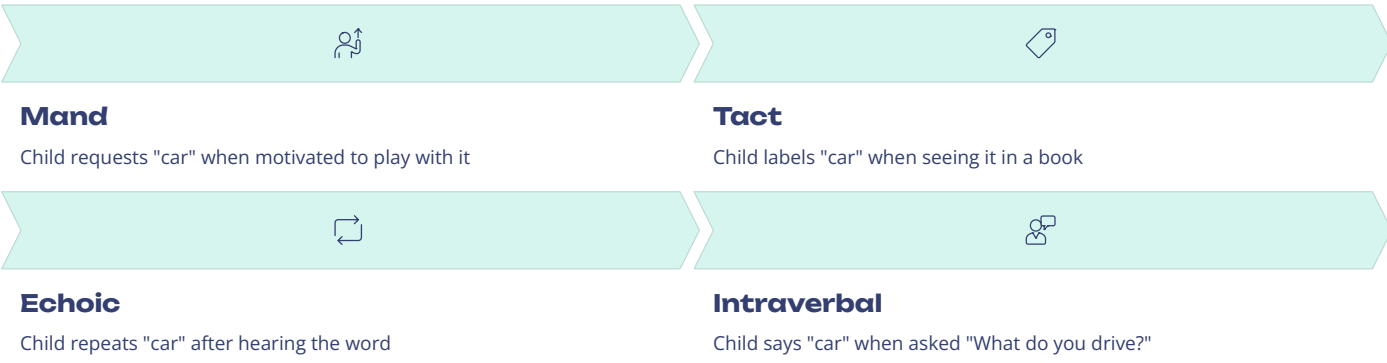 Mand
Child requests "car" when motivated to play with it
Tact
Child labels "car" when seeing it in a book
Echoic
Child repeats "car" after hearing the word
Intraverbal
Child says "car" when asked "What do you drive?"